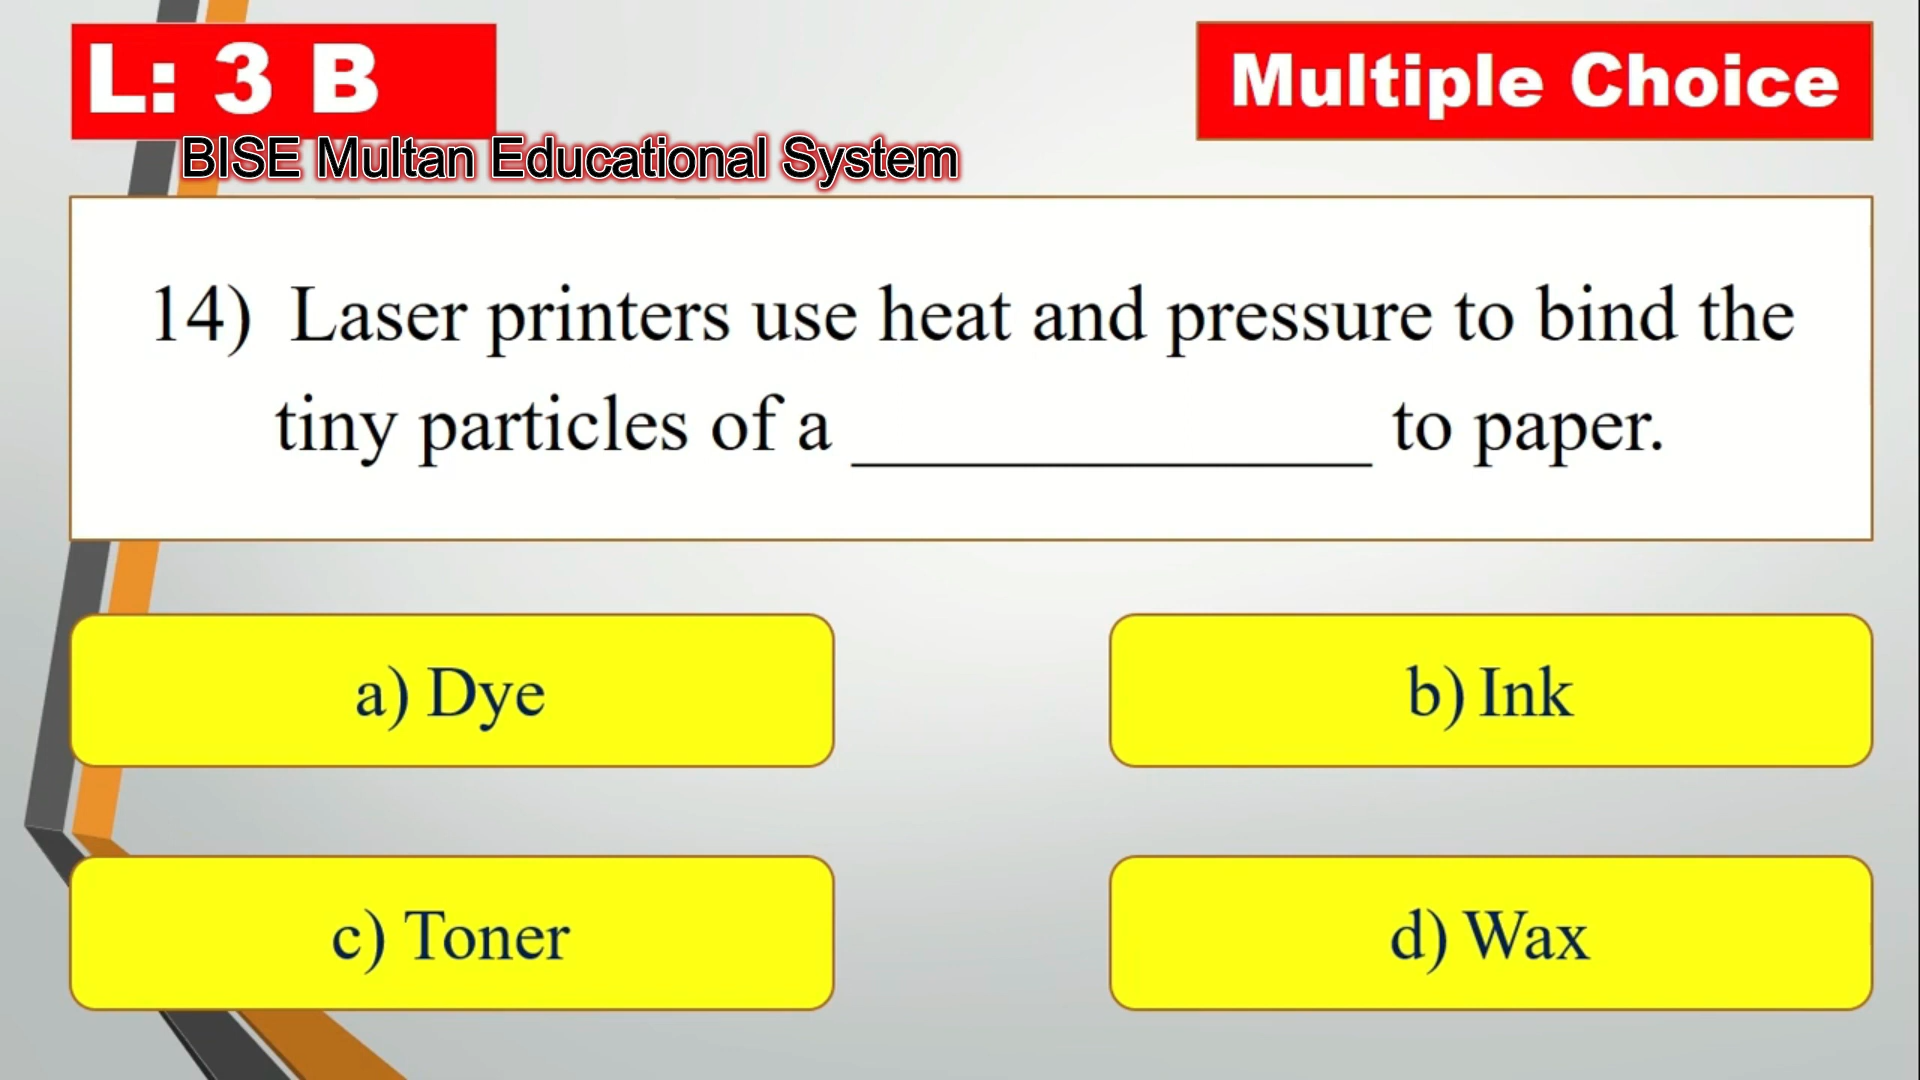 L: 3 B
Multiple Choice
BISE Multan Educational System
14) Laser printers use heat and pressure to bind the
tiny particles of a ______________ to paper.
a) Dye
b) Ink
c) Toner
d) Wax